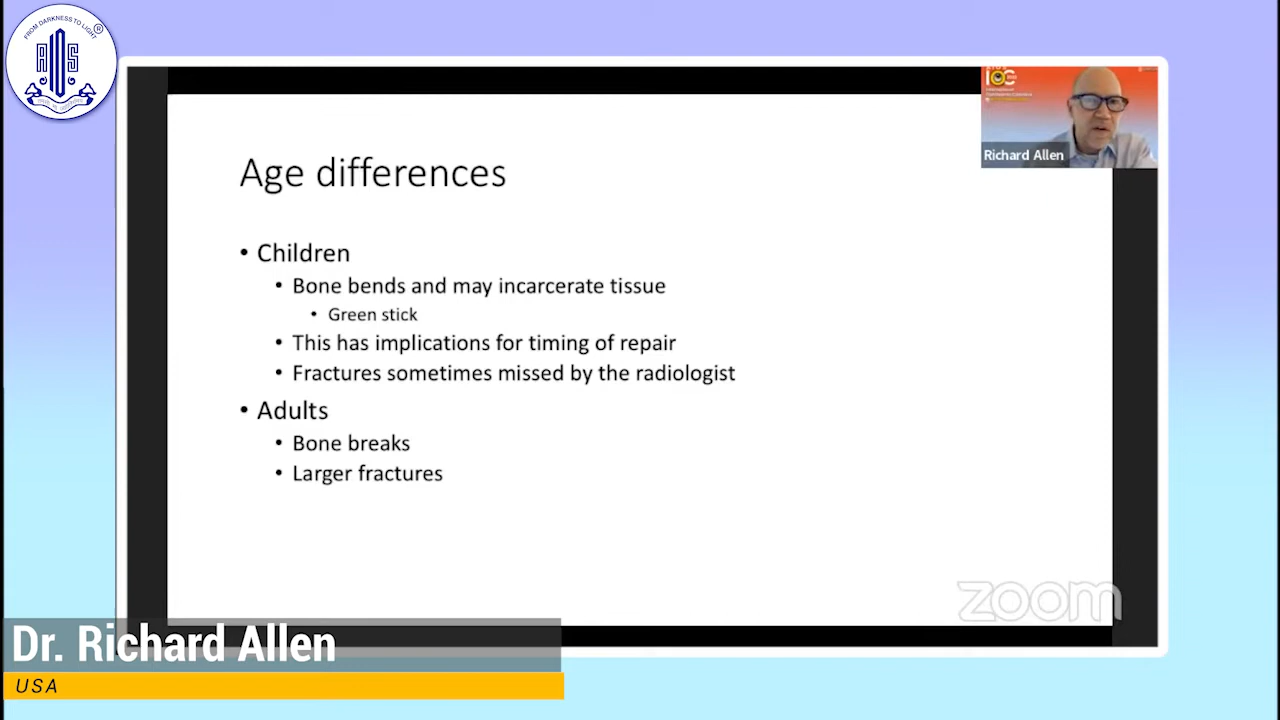 FROM DARKNESS TO LIGHT
AIOS
Richard Allen
Age differences
• Children
• Bone bends and may incarcerate tissue
• Green stick
• This has implications for timing of repair
• Fractures sometimes missed by the radiologist
• Adults
• Bone breaks
• Larger fractures
zoom
Dr. Richard Allen
USA